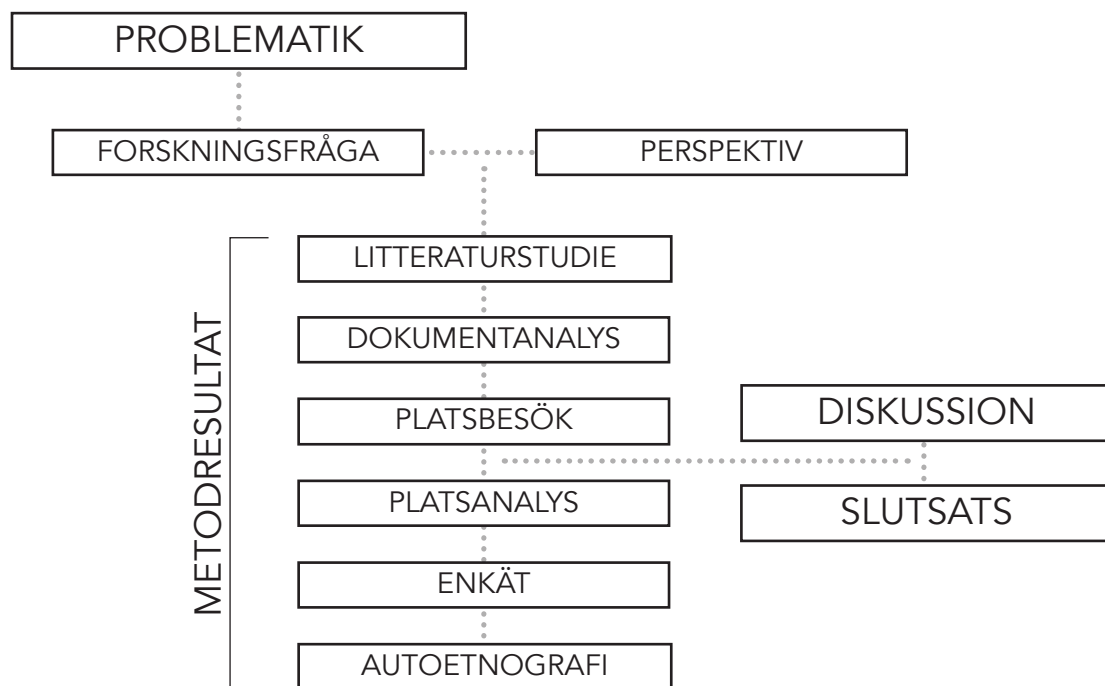 PROBLEMATIK
FORSKNINGSFRÅGA
PERSPEKTIV
METODRESULTAT
LITTERATURSTUDIE
DOKUMENTANALYS
PLATSBESÖK
PLATSANALYS
ENKÄT
AUTOETNOGRAFI
DISKUSSION
SLUTSATS